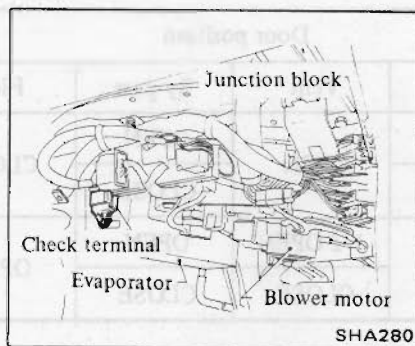 Junction block
Check terminal
Evaporator
Blower motor
SHA280